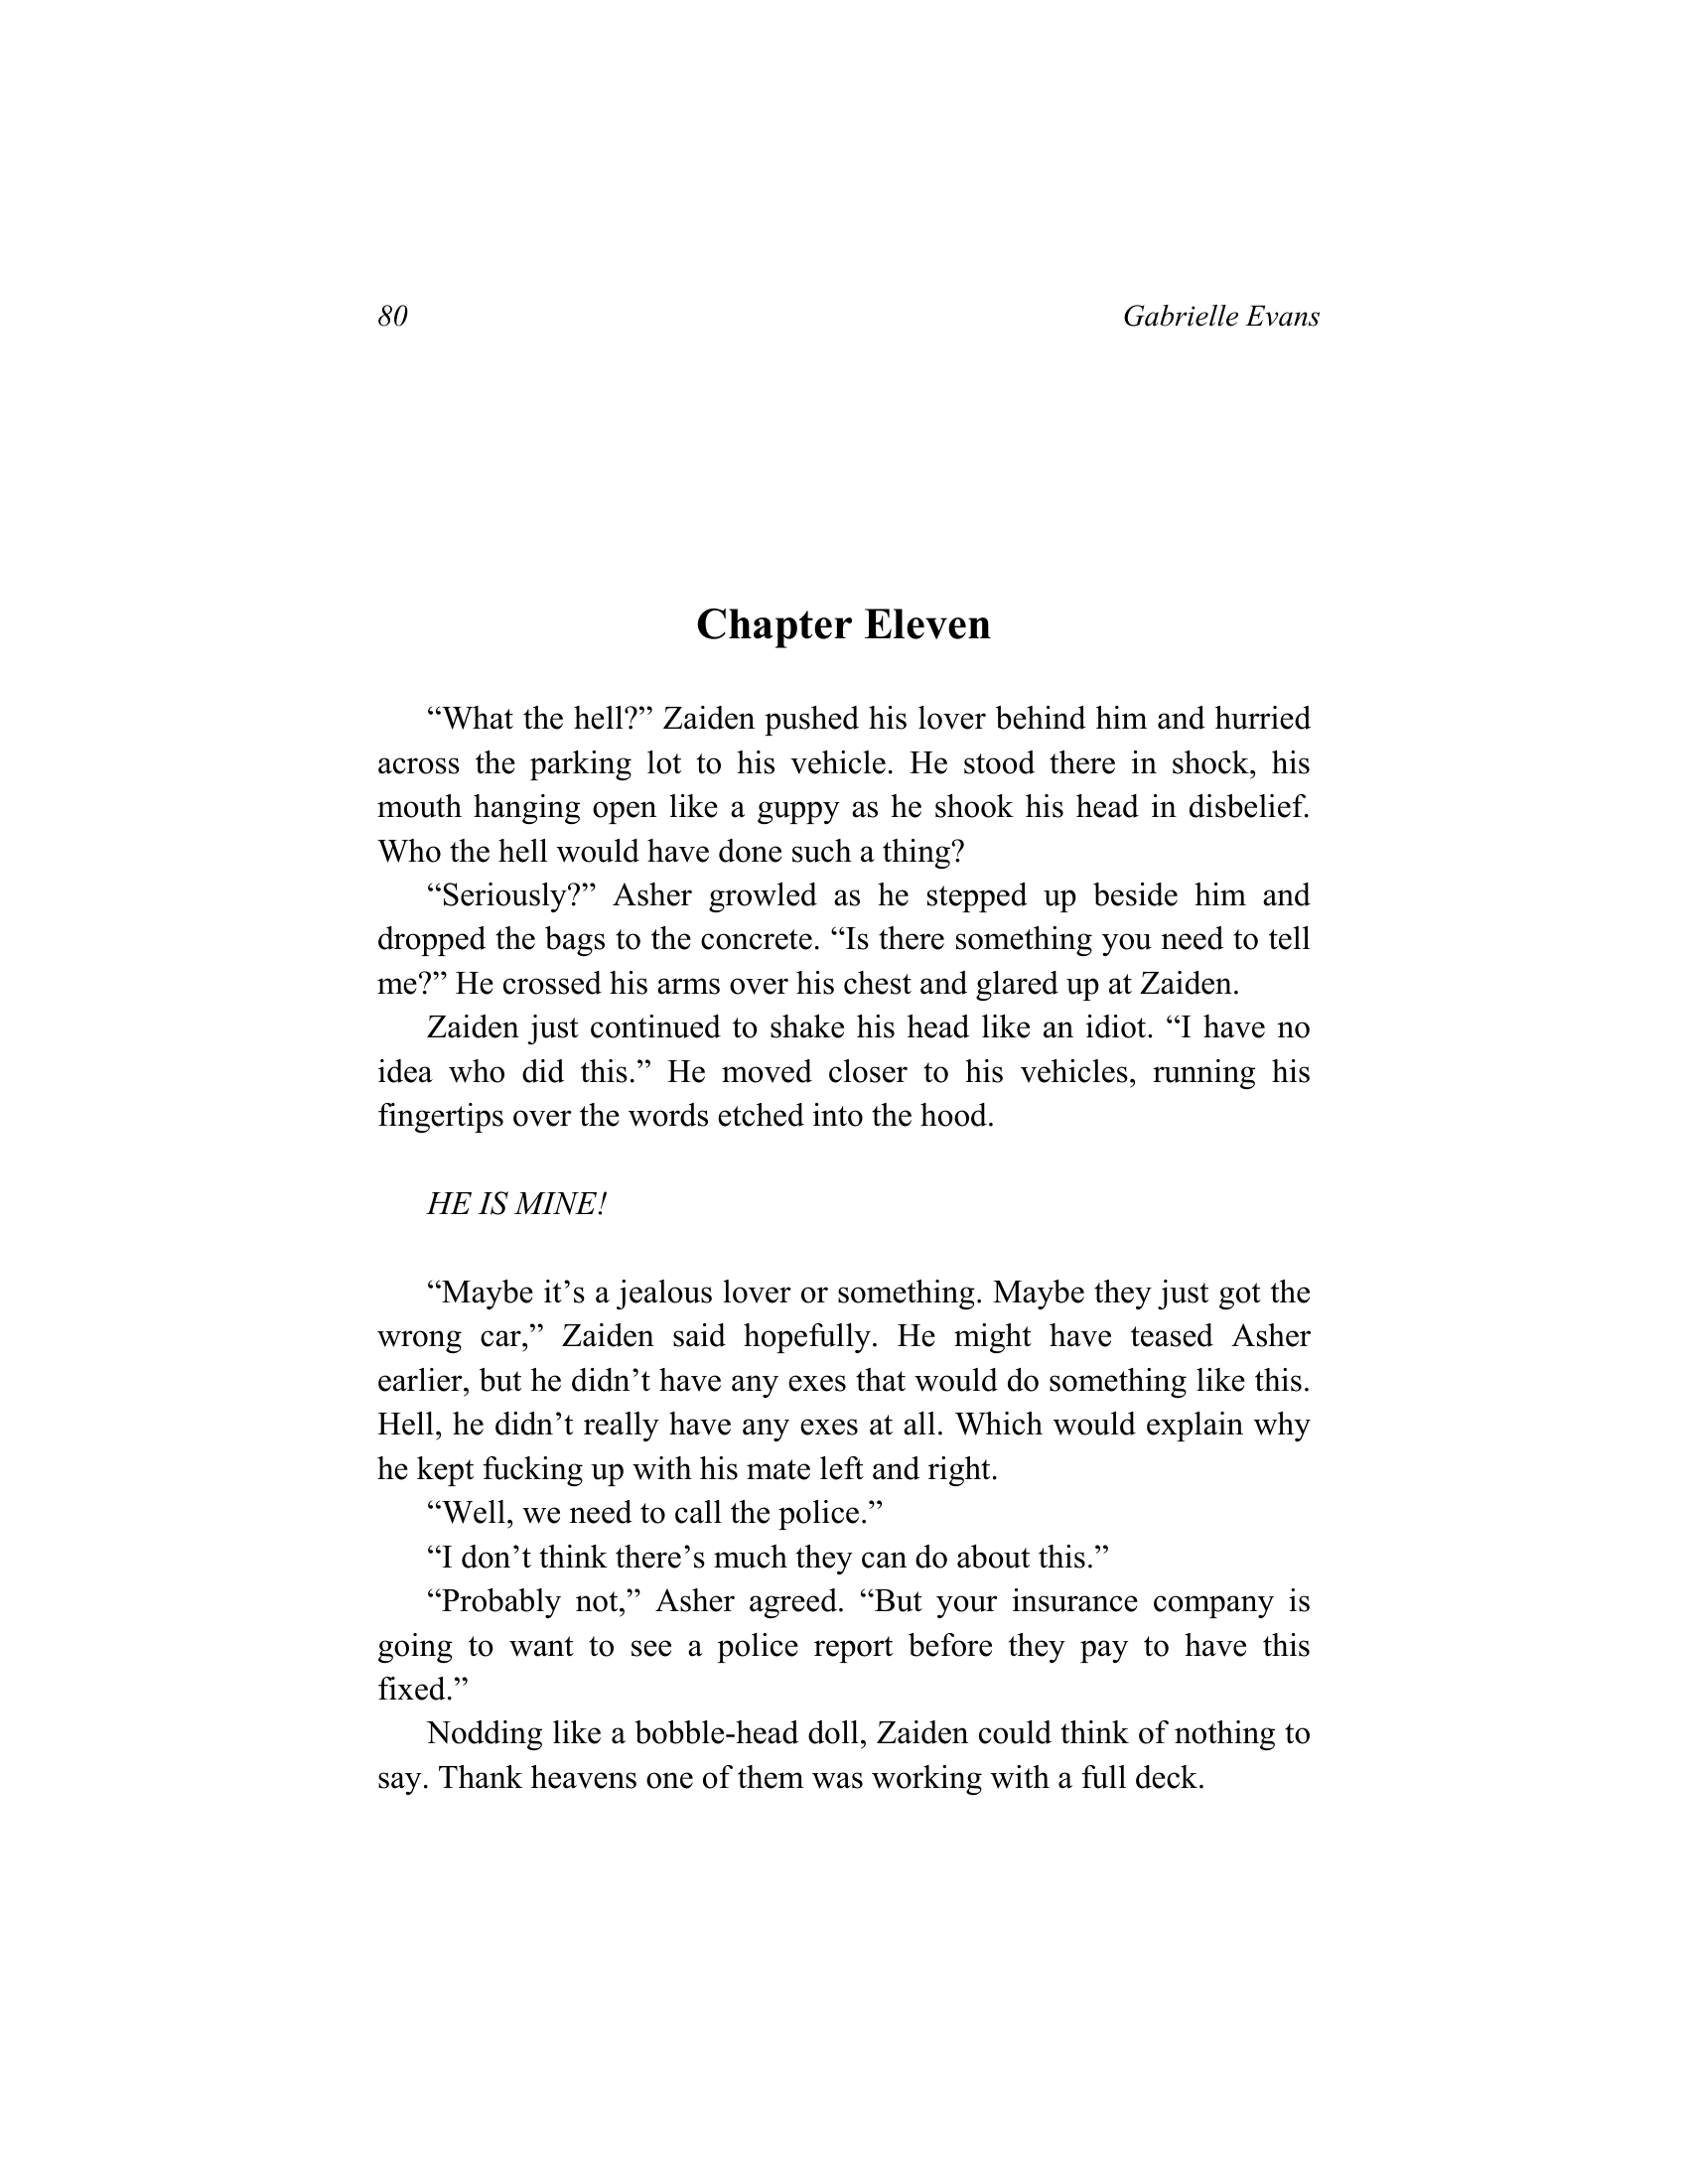 80 Gabrielle Evans
Chapter Eleven
“What the hell?” Zaiden pushed his lover behind him and hurried
across the parking lot to his vehicle. He stood there in shock, his
mouth hanging open like a guppy as he shook his head in disbelief.
Who the hell would have done such a thing?
“Seriously?” Asher growled as he stepped up beside him and
dropped the bags to the concrete. “Is there something you need to tell
me?” He crossed his arms over his chest and glared up at Zaiden.
Zaiden just continued to shake his head like an idiot. “I have no
idea who did this.” He moved closer to his vehicles, running his
fingertips over the words etched into the hood.
HE IS MINE!
“Maybe it’s a jealous lover or something. Maybe they just got the
wrong car,” Zaiden said hopefully. He might have teased Asher
earlier, but he didn’t have any exes that would do something like this.
Hell, he didn’t really have any exes at all. Which would explain why
he kept fucking up with his mate left and right.
“Well, we need to call the police.”
“I don’t think there’s much they can do about this.”
“Probably not,” Asher agreed. “But your insurance company is
going to want to see a police report before they pay to have this
fixed.”
Nodding like a bobble-head doll, Zaiden could think of nothing to
say. Thank heavens one of them was working with a full deck.